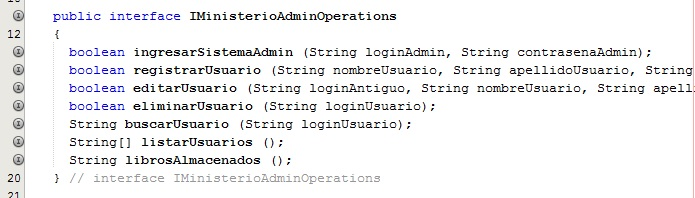 public interface IMinisterioAdminOperations
12 {
boolean ingresarSistemaAdmin (String loginAdmin, String contrasenaAdmin);
boolean registrarUsuario (String nombreUsuario, String apellidoUsuario, String
boolean editarUsuario (String loginAntiguo, String nombreUsuario, String apell
boolean eliminarUsuario (String loginUsuario);
String buscarUsuario (String loginUsuario);
String[] listarUsuarios ();
String librosAlmacenados ();
20 } // interface IMinisterioAdminOperations
21